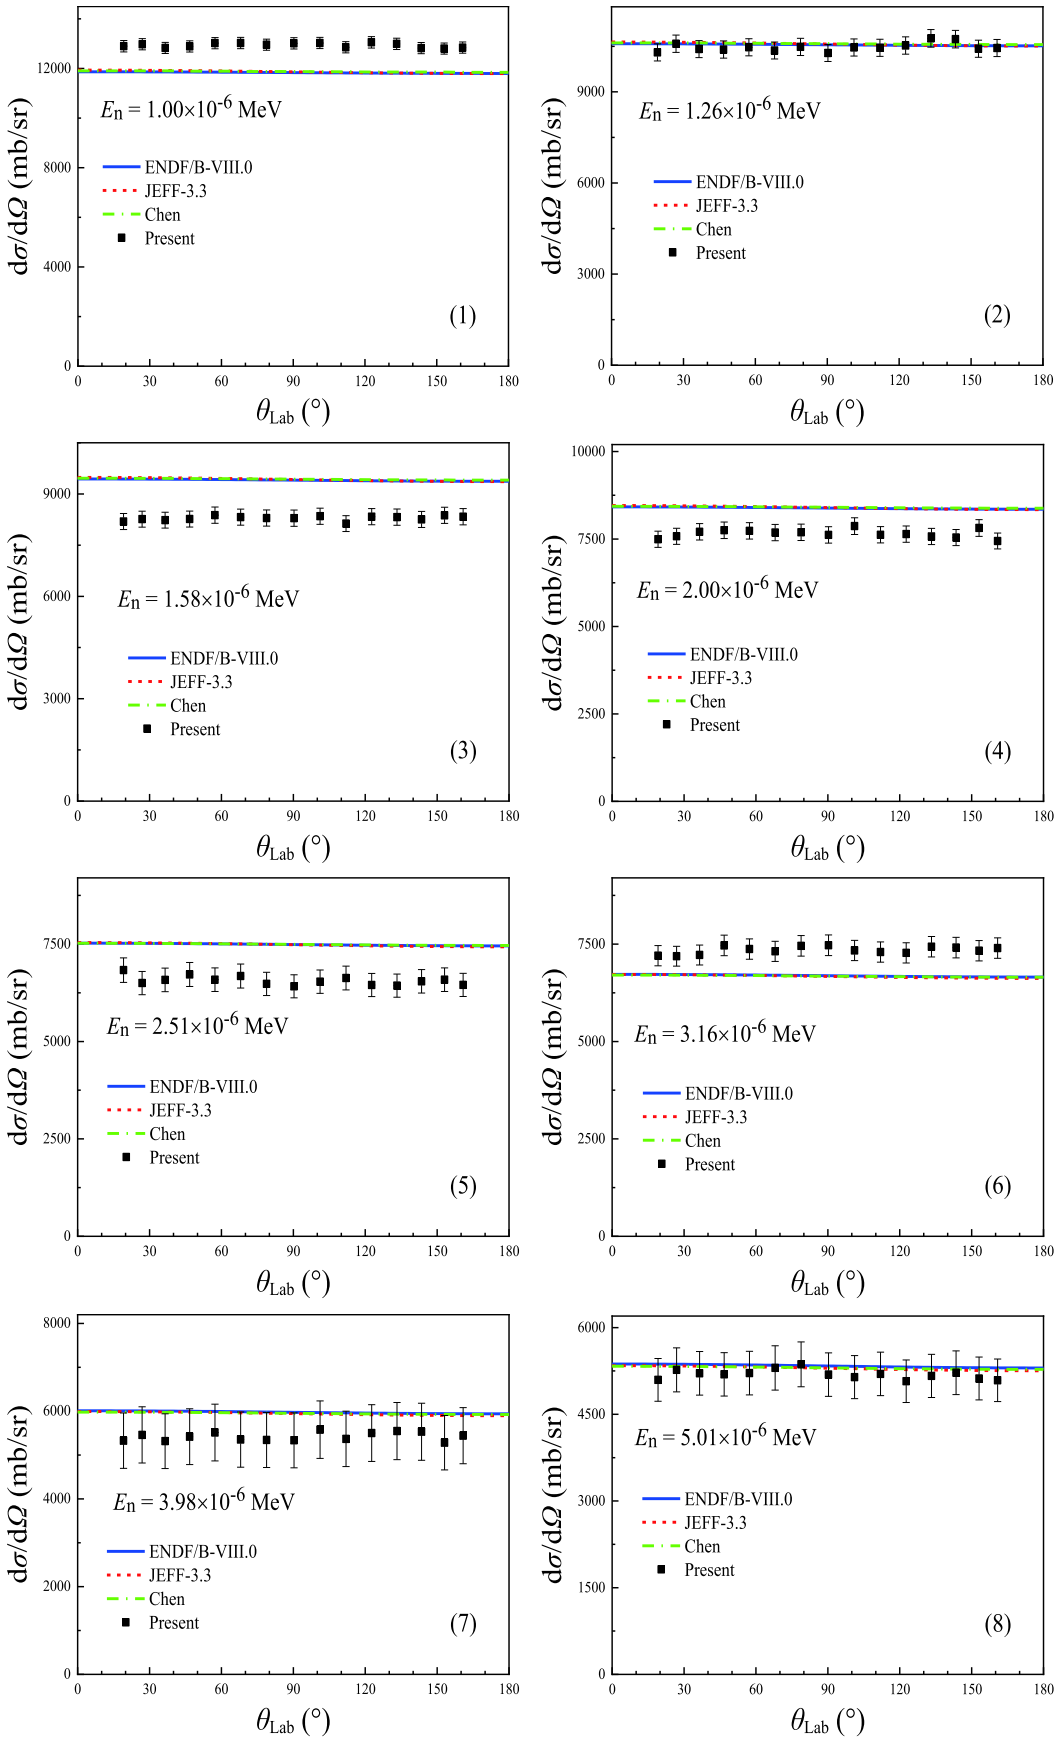 12000
8000
4000
0
0 30 60 90 120 150 180
dσ/dΩ (mb/sr)
θLab (°)
En = 1.00×10-6 MeV
ENDF/B-VIII.0
JEFF-3.3
Chen
Present
(1)
9000
6000
3000
0
0 30 60 90 120 150 180
dσ/dΩ (mb/sr)
θLab (°)
En = 1.26×10-6 MeV
ENDF/B-VIII.0
JEFF-3.3
Chen
Present
(2)
9000
6000
3000
0
0 30 60 90 120 150 180
dσ/dΩ (mb/sr)
θLab (°)
En = 1.58×10-6 MeV
ENDF/B-VIII.0
JEFF-3.3
Chen
Present
(3)
10000
7500
5000
2500
0
0 30 60 90 120 150 180
dσ/dΩ (mb/sr)
θLab (°)
En = 2.00×10-6 MeV
ENDF/B-VIII.0
JEFF-3.3
Chen
Present
(4)
7500
5000
2500
0
0 30 60 90 120 150 180
dσ/dΩ (mb/sr)
θLab (°)
En = 2.51×10-6 MeV
ENDF/B-VIII.0
JEFF-3.3
Chen
Present
(5)
7500
5000
2500
0
0 30 60 90 120 150 180
dσ/dΩ (mb/sr)
θLab (°)
En = 3.16×10-6 MeV
ENDF/B-VIII.0
JEFF-3.3
Chen
Present
(6)
8000
6000
4000
2000
0
0 30 60 90 120 150 180
dσ/dΩ (mb/sr)
θLab (°)
En = 3.98×10-6 MeV
ENDF/B-VIII.0
JEFF-3.3
Chen
Present
(7)
6000
4500
3000
1500
0
0 30 60 90 120 150 180
dσ/dΩ (mb/sr)
θLab (°)
En = 5.01×10-6 MeV
ENDF/B-VIII.0
JEFF-3.3
Chen
Present
(8)